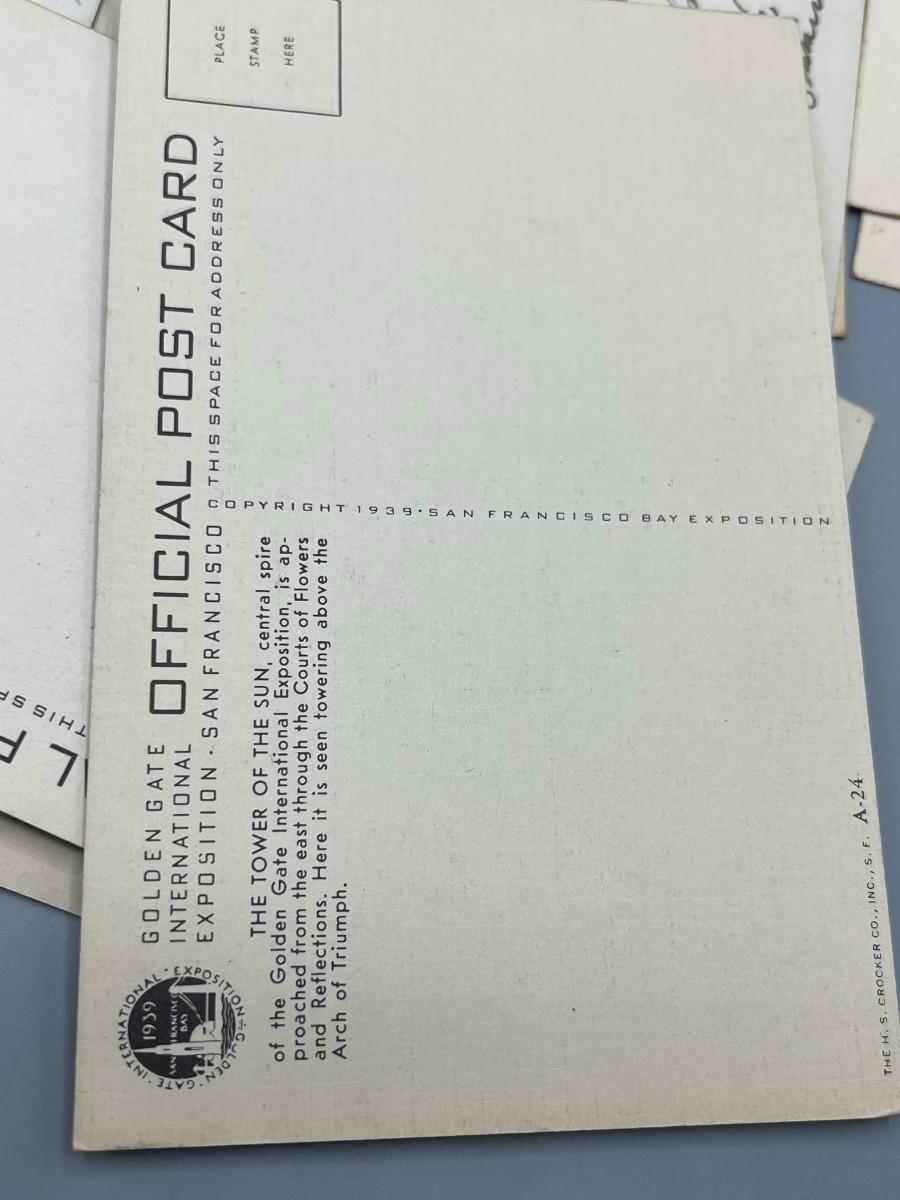 GOLDEN GATE
INTERNATIONAL
EXPOSITION · SAN FRANCISCO
OFFICIAL POST CARD
THIS SPACE FOR ADDRESS ONLY
PLACE
STAMP
HERE
GOLDEN · GATE · INTERNATIONAL · EXPOSITION
1939
SAN FRANCISCO
BAY
THE TOWER OF THE SUN, central spire
of the Golden Gate International Exposition, is ap-
proached from the east through the Courts of Flowers
and Reflections. Here it is seen towering above the
Arch of Triumph.
COPYRIGHT 1939·SAN FRANCISCO BAY EXPOSITION
THE H. S. CROCKER CO., INC., S. F. A-24
THIS SP
L P